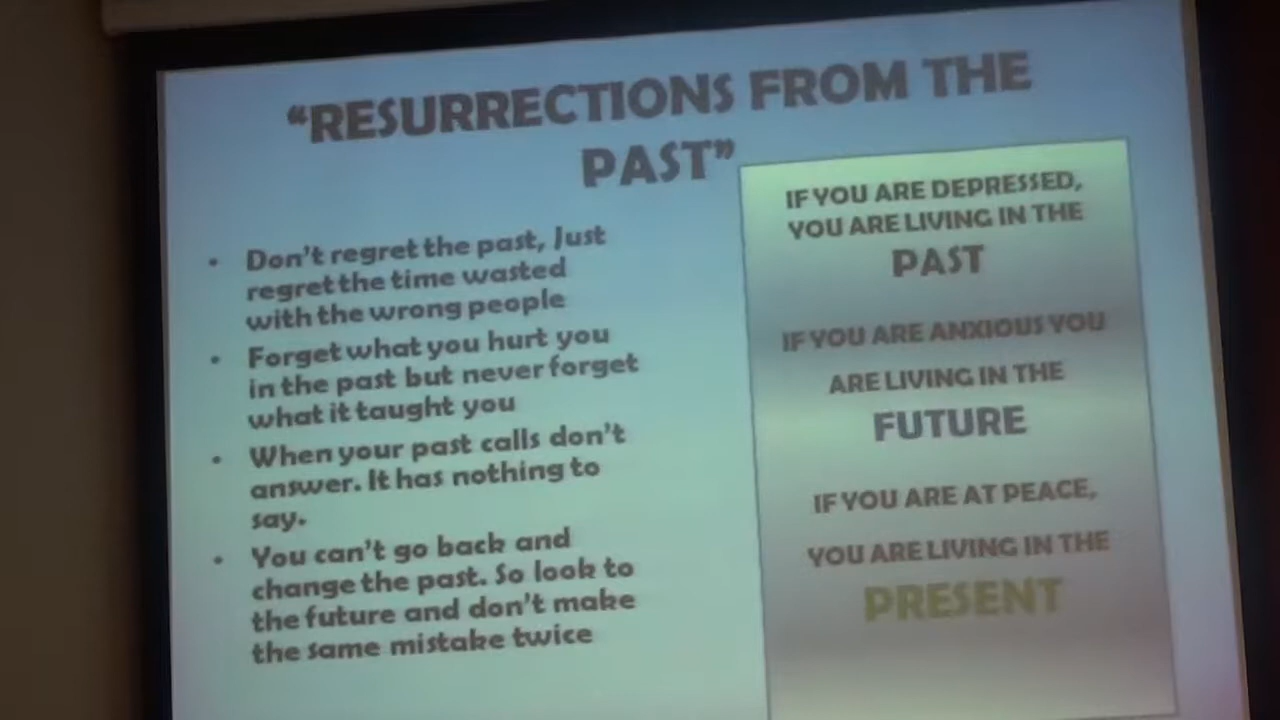 “RESURRECTIONS FROM THE
PAST”
• Don’t regret the past, Just
regret the time wasted
with the wrong people
• Forget what you hurt you
in the past but never forget
what it taught you
• When your past calls don’t
answer. It has nothing to
say.
• You can’t go back and
change the past. So look to
the future and don’t make
the same mistake twice
IF YOU ARE DEPRESSED,
YOU ARE LIVING IN THE
PAST
IF YOU ARE ANXIOUS YOU
ARE LIVING IN THE
FUTURE
IF YOU ARE AT PEACE,
YOU ARE LIVING IN THE
PRESENT